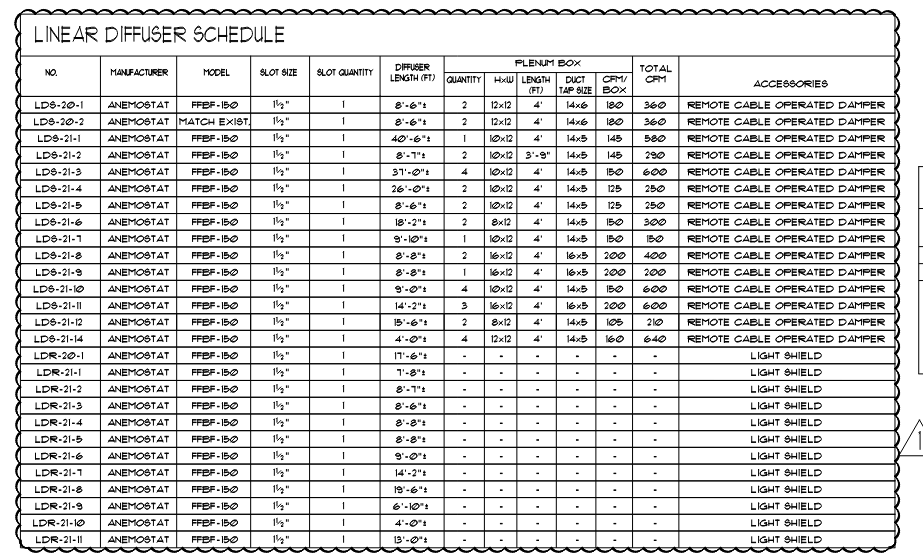 LINEAR DIFFUSER SCHEDULE
NO. MANUFACTURER MODEL SLOT SIZE SLOT QUANTITY DIFFUSER LENGTH (FT) PLENUM BOX TOTAL CFM ACCESSORIES
QUANTITY HxW LENGTH (FT) DUCT TAP SIZE CFM/ BOX
LDS-20-1 ANEMOSTAT FFBF-150 1½" 1 8'-6"± 2 12x12 4' 14x6 180 360 REMOTE CABLE OPERATED DAMPER
LDS-20-2 ANEMOSTAT MATCH EXIST. 1½" 1 8'-6"± 2 12x12 4' 14x6 180 360 REMOTE CABLE OPERATED DAMPER
LDS-21-1 ANEMOSTAT FFBF-150 1½" 1 40'-6"± 1 10x12 4' 14x5 145 580 REMOTE CABLE OPERATED DAMPER
LDS-21-2 ANEMOSTAT FFBF-150 1½" 1 8'-7"± 2 10x12 3'-9" 14x5 145 290 REMOTE CABLE OPERATED DAMPER
LDS-21-3 ANEMOSTAT FFBF-150 1½" 1 37'-0"± 4 10x12 4' 14x5 150 600 REMOTE CABLE OPERATED DAMPER
LDS-21-4 ANEMOSTAT FFBF-150 1½" 1 26'-0"± 2 10x12 4' 14x5 125 250 REMOTE CABLE OPERATED DAMPER
LDS-21-5 ANEMOSTAT FFBF-150 1½" 1 8'-6"± 2 10x12 4' 14x5 125 250 REMOTE CABLE OPERATED DAMPER
LDS-21-6 ANEMOSTAT FFBF-150 1½" 1 18'-2"± 2 8x12 4' 14x5 150 300 REMOTE CABLE OPERATED DAMPER
LDS-21-7 ANEMOSTAT FFBF-150 1½" 1 9'-10"± 1 10x12 4' 14x5 150 150 REMOTE CABLE OPERATED DAMPER
LDS-21-8 ANEMOSTAT FFBF-150 1½" 1 8'-8"± 2 16x12 4' 16x5 200 400 REMOTE CABLE OPERATED DAMPER
LDS-21-9 ANEMOSTAT FFBF-150 1½" 1 8'-8"± 1 16x12 4' 16x5 200 200 REMOTE CABLE OPERATED DAMPER
LDS-21-10 ANEMOSTAT FFBF-150 1½" 1 9'-0"± 4 10x12 4' 14x5 150 600 REMOTE CABLE OPERATED DAMPER
LDS-21-11 ANEMOSTAT FFBF-150 1½" 1 14'-2"± 3 16x12 4' 16x5 200 600 REMOTE CABLE OPERATED DAMPER
LDS-21-12 ANEMOSTAT FFBF-150 1½" 1 15'-6"± 2 8x12 4' 14x5 105 210 REMOTE CABLE OPERATED DAMPER
LDS-21-14 ANEMOSTAT FFBF-150 1½" 1 4'-0"± 4 12x12 4' 14x5 160 640 REMOTE CABLE OPERATED DAMPER
LDR-20-1 ANEMOSTAT FFBF-150 1½" 1 17'-6"± - - - - - - LIGHT SHIELD
LDR-21-1 ANEMOSTAT FFBF-150 1½" 1 7'-8"± - - - - - - LIGHT SHIELD
LDR-21-2 ANEMOSTAT FFBF-150 1½" 1 8'-7"± - - - - - - LIGHT SHIELD
LDR-21-3 ANEMOSTAT FFBF-150 1½" 1 8'-6"± - - - - - - LIGHT SHIELD
LDR-21-4 ANEMOSTAT FFBF-150 1½" 1 8'-8"± - - - - - - LIGHT SHIELD
LDR-21-5 ANEMOSTAT FFBF-150 1½" 1 8'-8"± - - - - - - LIGHT SHIELD
LDR-21-6 ANEMOSTAT FFBF-150 1½" 1 9'-0"± - - - - - - LIGHT SHIELD
LDR-21-7 ANEMOSTAT FFBF-150 1½" 1 14'-2"± - - - - - - LIGHT SHIELD
LDR-21-8 ANEMOSTAT FFBF-150 1½" 1 19'-6"± - - - - - - LIGHT SHIELD
LDR-21-9 ANEMOSTAT FFBF-150 1½" 1 6'-10"± - - - - - - LIGHT SHIELD
LDR-21-10 ANEMOSTAT FFBF-150 1½" 1 4'-0"± - - - - - - LIGHT SHIELD
LDR-21-11 ANEMOSTAT FFBF-150 1½" 1 13'-0"± - - - - - - LIGHT SHIELD
1